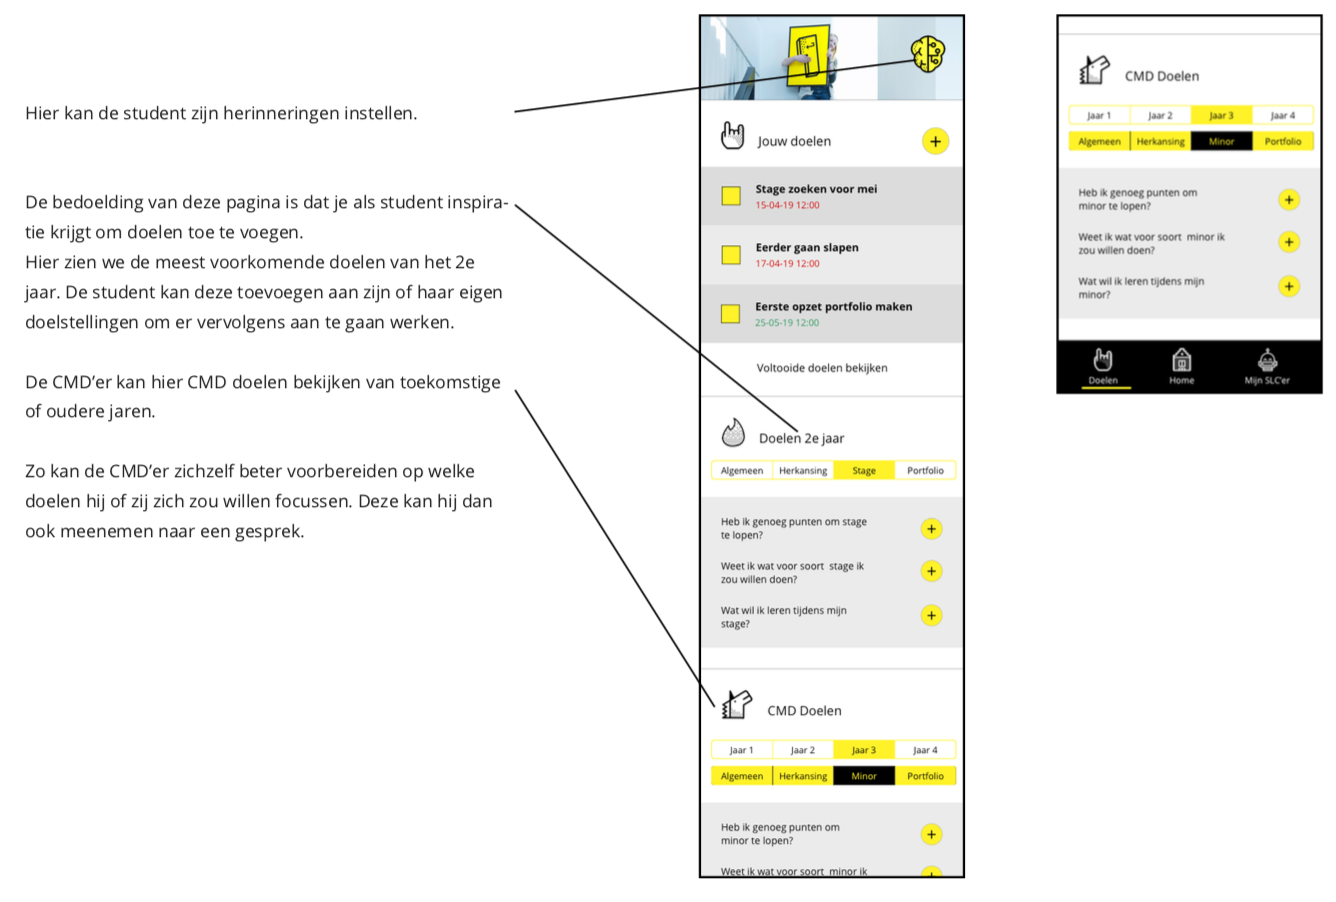 Hier kan de student zijn herinneringen instellen.
De bedoelding van deze pagina is dat je als student inspira-
tie krijgt om doelen toe te voegen.
Hier zien we de meest voorkomende doelen van het 2e
jaar. De student kan deze toevoegen aan zijn of haar eigen
doelstellingen om er vervolgens aan te gaan werken.
De CMD’er kan hier CMD doelen bekijken van toekomstige
of oudere jaren.
Zo kan de CMD’er zichzelf beter voorbereiden op welke
doelen hij of zij zich zou willen focussen. Deze kan hij dan
ook meenemen naar een gesprek.
Jouw doelen
Stage zoeken voor mei
15-04-19 12:00
Eerder gaan slapen
17-04-19 12:00
Eerste opzet portfolio maken
25-05-19 12:00
Voltooide doelen bekijken
Doelen 2e jaar
Algemeen Herkansing Stage Portfolio
Heb ik genoeg punten om stage
te lopen?
Weet ik wat voor soort stage ik
zou willen doen?
Wat wil ik leren tijdens mijn
stage?
CMD Doelen
Jaar 1 Jaar 2 Jaar 3 Jaar 4
Algemeen Herkansing Minor Portfolio
Heb ik genoeg punten om
minor te lopen?
Weet ik wat voor soort minor ik
CMD Doelen
Jaar 1 Jaar 2 Jaar 3 Jaar 4
Algemeen Herkansing Minor Portfolio
Heb ik genoeg punten om
minor te lopen?
Weet ik wat voor soort minor ik
zou willen doen?
Wat wil ik leren tijdens mijn
minor?
Doelen Home Mijn SLC'er